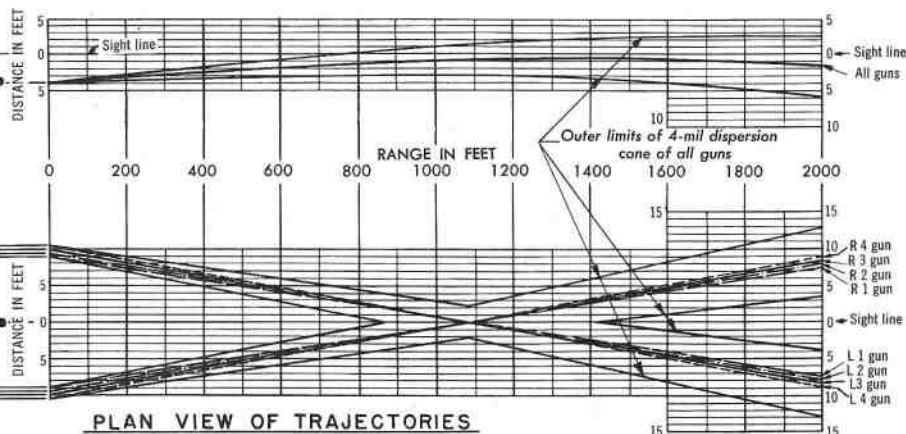 DISTANCE IN FEET
5
0
5
Sight line
5
0
5
10
10
Sight line
All guns
Outer limits of 4-mil dispersion
cone of all guns
RANGE IN FEET
0 200 400 600 800 1000 1200 1400 1600 1800 2000
DISTANCE IN FEET
5
0
5
15
15
10
5
0
5
10
15
15
R 4 gun
R 3 gun
R 2 gun
R 1 gun
Sight line
L 1 gun
L 2 gun
L3 gun
L 4 gun
PLAN VIEW OF TRAJECTORIES